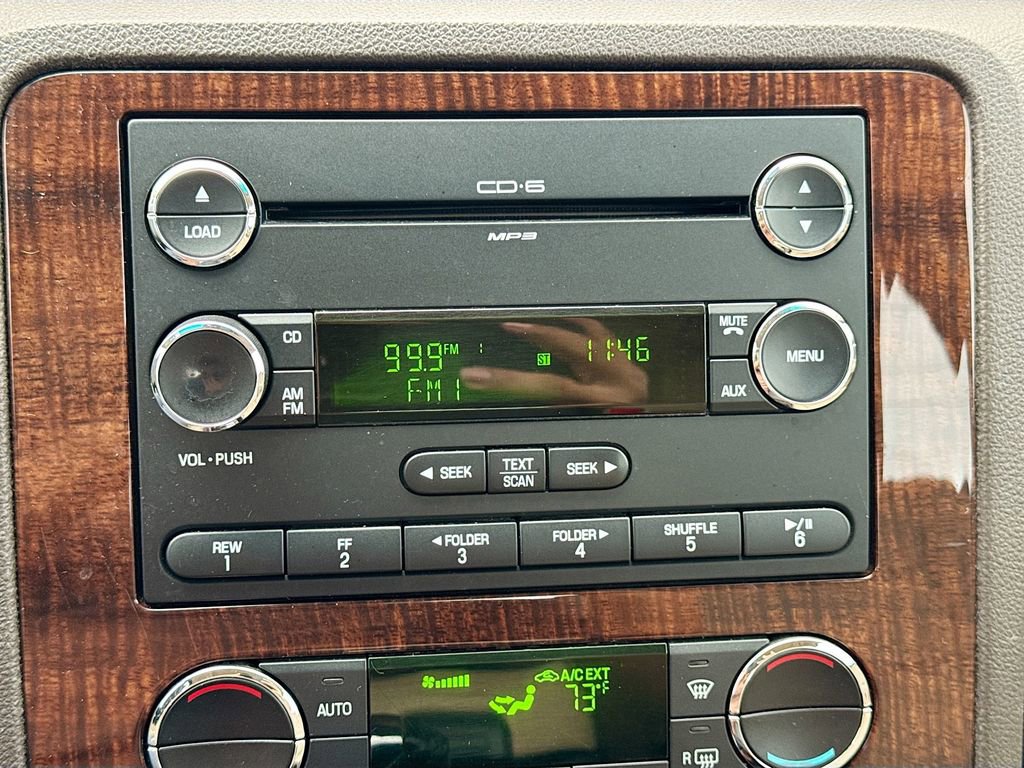 CD•6
LOAD
MP3
CD
MUTE
99.9 FM 1 ST 11:46
MENU
AM
FM
FM1
AUX
VOL•PUSH
◄ SEEK TEXT SEEK ►
SCAN
REW FF ◄FOLDER FOLDER► SHUFFLE ►/II
1 2 3 4 5 6
A/C EXT
AUTO 73°F
R